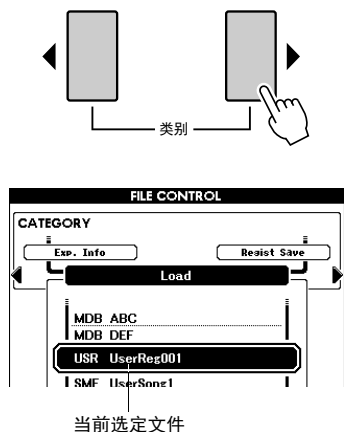 类别
FILE CONTROL
CATEGORY
Exp. Info
Regist Save
Load
MDB ABC
MDB DEF
USR UserReg001
SMF UserSong1
当前选定文件